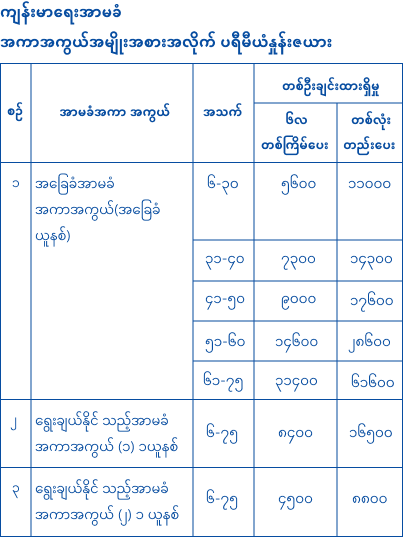 ကျန်းမာရေးအာမခံ
အကာအကွယ်အမျိုးအစားအလိုက် ပရီမီယံနှုန်းဇယား
စဉ်
အာမခံအကာ အကွယ်
အသက်
တစ်ဦးချင်းထားရှိမှု
၆လ
တစ်ကြိမ်ပေး
တစ်လုံး
တည်းပေး
၁
အခြေခံအာမခံ
အကာအကွယ်(အခြေခံ
ယူနစ်)
၆-၃၀
၅၆၀၀
၁၁၀၀၀
၃၁-၄၀
၇၃၀၀
၁၄၃၀၀
၄၁-၅၀
၉၀၀၀
၁၇၆၀၀
၅၁-၆၀
၁၄၆၀၀
၂၈၆၀၀
၆၁-၇၅
၃၁၄၀၀
၆၁၆၀၀
၂
ရွေးချယ်နိုင် သည့်အာမခံ
အကာအကွယ် (၁) ၁ယူနစ်
၆-၇၅
၈၄၀၀
၁၆၅၀၀
၃
ရွေးချယ်နိုင် သည့်အာမခံ
အကာအကွယ် (၂) ၁ ယူနစ်
၆-၇၅
၄၅၀၀
၈၈၀၀